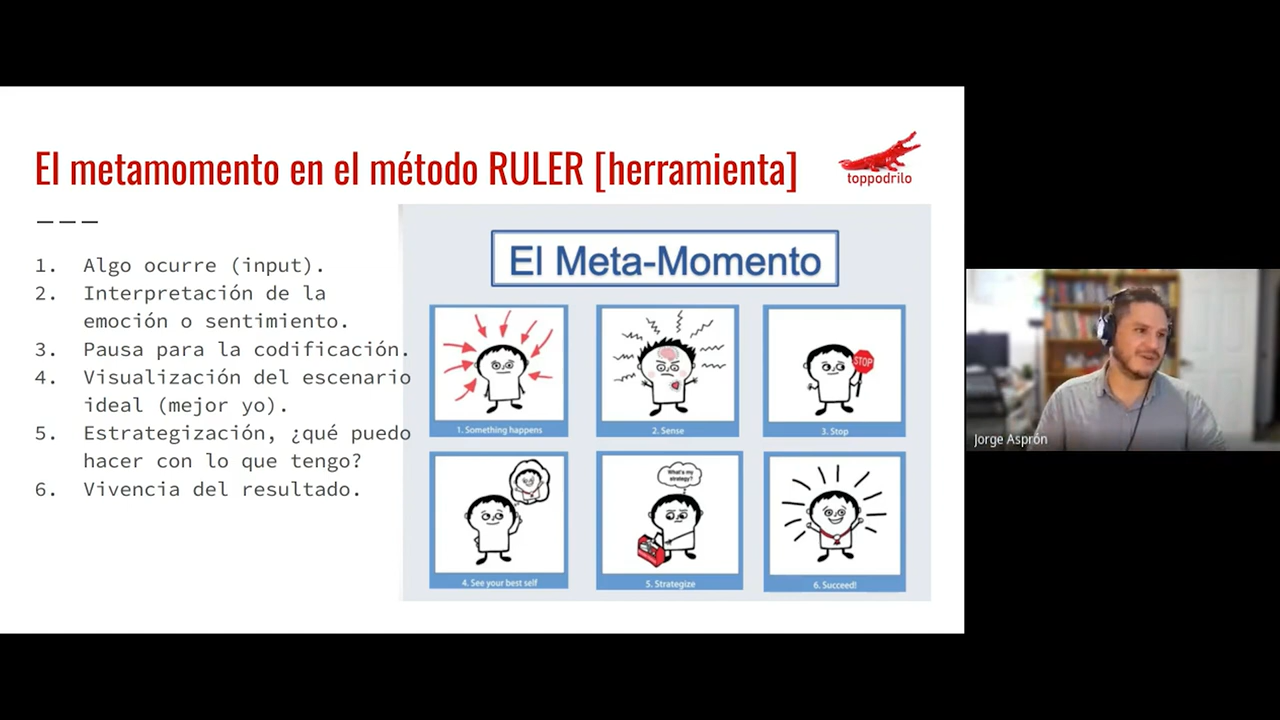 El metamomento en el método RULER [herramienta]
toppodrilo
1. Algo ocurre (input).
2. Interpretación de la
emoción o sentimiento.
3. Pausa para la codificación.
4. Visualización del escenario
ideal (mejor yo).
5. Estrategización, ¿qué puedo
hacer con lo que tengo?
6. Vivencia del resultado.
El Meta-Momento
STOP
1. Something happens
2. Sense
3. Stop
What's my
strategy?
4. See your best self
5. Strategize
6. Succeed!
Jorge Asprón